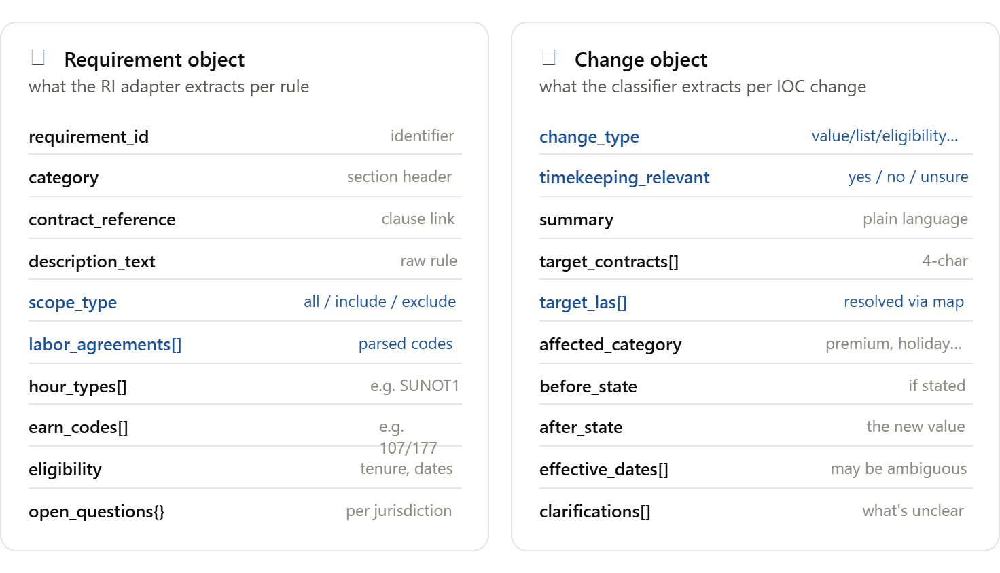 Requirement object
what the RI adapter extracts per rule
requirement_id identifier
category section header
contract_reference clause link
description_text raw rule
scope_type all / include / exclude
labor_agreements[] parsed codes
hour_types[] e.g. SUNOT1
earn_codes[] e.g.
107/177
eligibility tenure, dates
open_questions{} per jurisdiction
Change object
what the classifier extracts per IOC change
change_type value/list/eligibility...
timekeeping_relevant yes / no / unsure
summary plain language
target_contracts[] 4-char
target_las[] resolved via map
affected_category premium, holiday...
before_state if stated
after_state the new value
effective_dates[] may be ambiguous
clarifications[] what's unclear